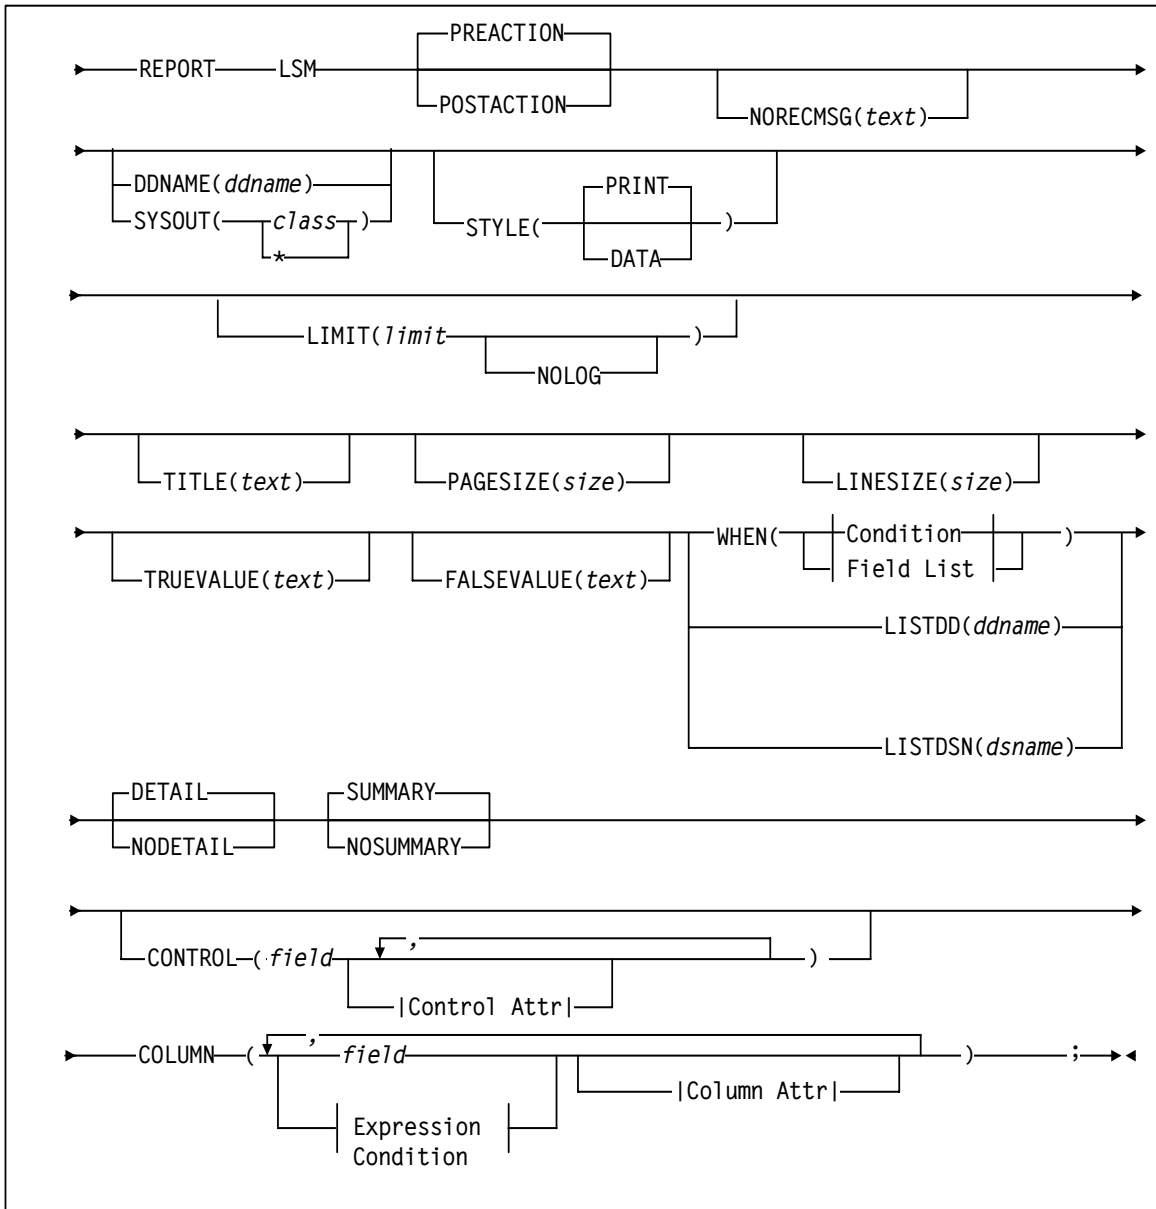 PREACTION
REPORT LSM
POSTACTION
NORECMSG(text)
DDNAME(ddname)
PRINT
SYSOUT( class )
STYLE( )
*
DATA
LIMIT(limit )
NOLOG
TITLE(text) PAGESIZE(size) LINESIZE(size)
WHEN( Condition )
TRUEVALUE(text) FALSEVALUE(text) Field List
LISTDD(ddname)
LISTDSN(dsname)
DETAIL SUMMARY
NODETAIL NOSUMMARY
,
CONTROL ( field )
|Control Attr|
,
COLUMN ( field ) ;
|Column Attr|
Expression
Condition